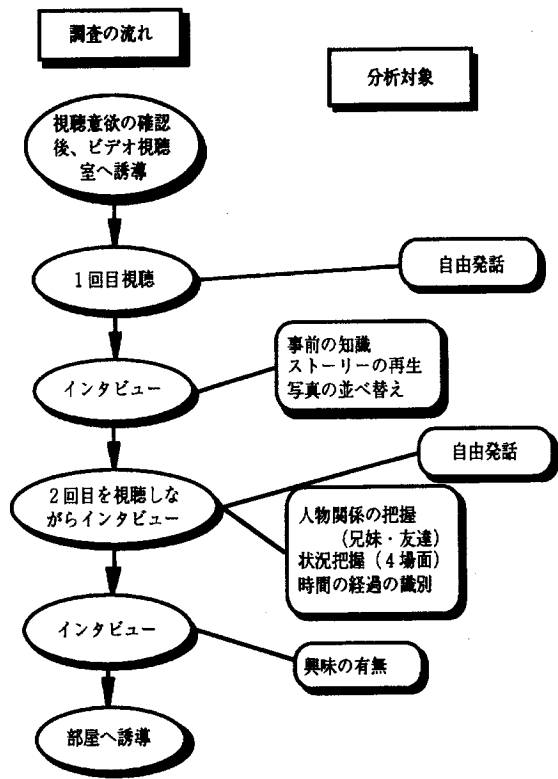 調査の流れ
分析対象
視聴意欲の確認
後、ビデオ視聴
室へ誘導
1回目視聴
自由発話
インタビュー
事前の知識
ストーリーの再生
写真の並べ替え
2回目を視聴しな
がらインタビュー
自由発話
人物関係の把握
(兄妹・友達)
状況把握(4場面)
時間の経過の識別
インタビュー
興味の有無
部屋へ誘導